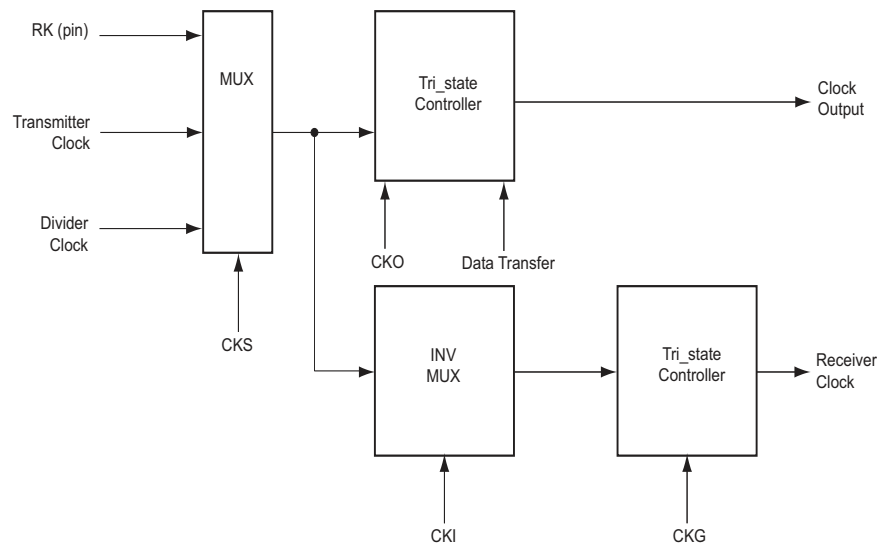 RK (pin)
MUX
Tri_state
Controller
Clock
Output
Transmitter
Clock
Divider
Clock
CKO
Data Transfer
CKS
INV
MUX
Tri_state
Controller
Receiver
Clock
CKI
CKG